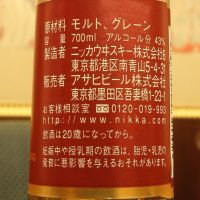 原材料 モルト、グレーン
容量 700ml アルコール分 43%
製造者 ニッカウヰスキー株式会社
東京都港区南青山5-4-31
販売者 アサヒビール株式会社
東京都墨田区吾妻橋1-23-1
お客様相談室 ☎0120-019-993
http://www.nikka.com
飲酒は20歳になってから。
妊娠中や授乳期の飲酒は、胎児・乳児の
発育に悪影響を与えるおそれがあります。